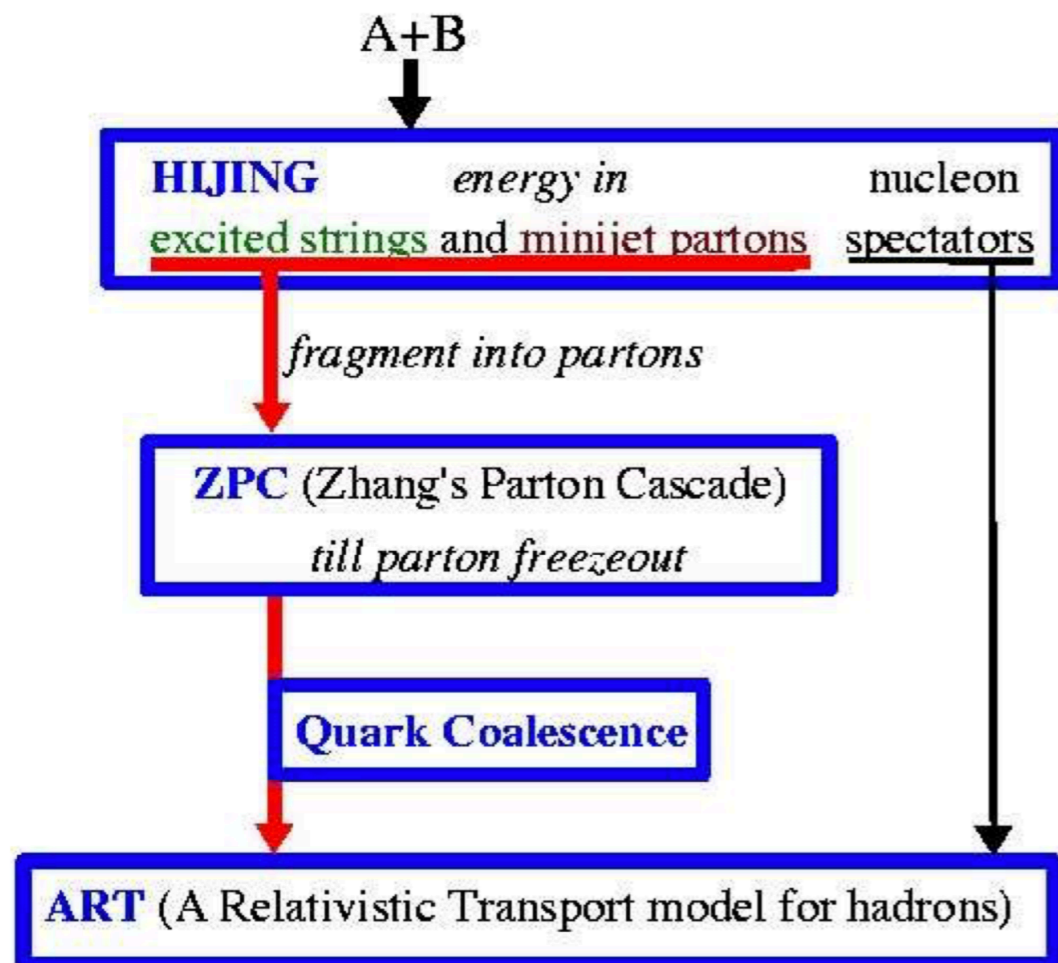 A+B
HIJING energy in nucleon
excited strings and minijet partons spectators
fragment into partons
ZPC (Zhang's Parton Cascade)
till parton freezeout
Quark Coalescence
ART (A Relativistic Transport model for hadrons)